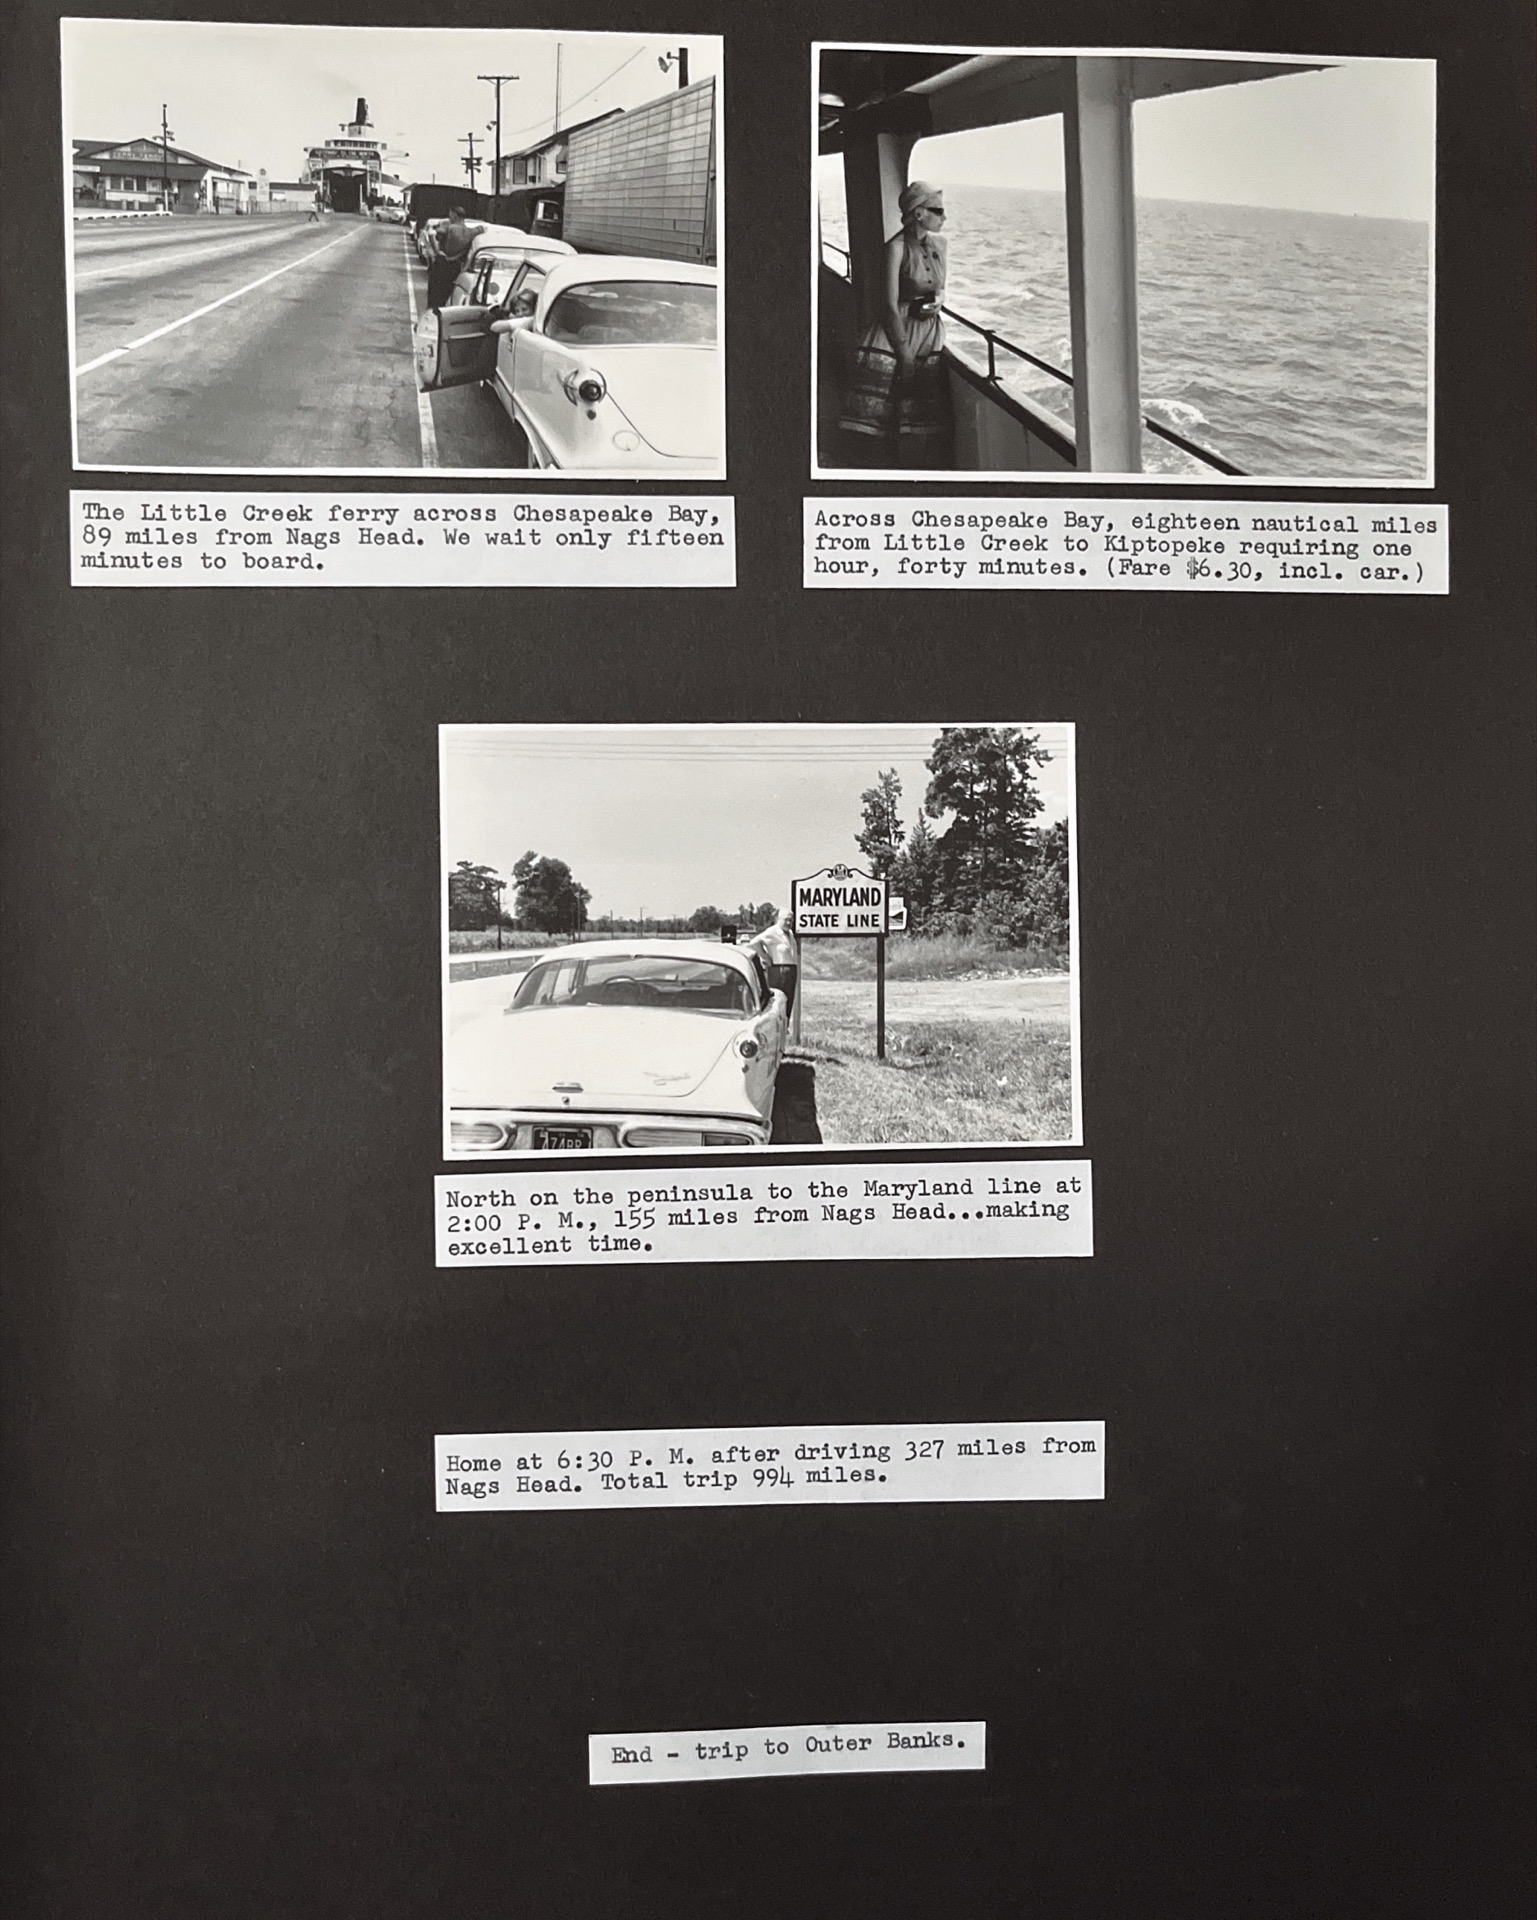 The Little Creek ferry across Chesapeake Bay,
89 miles from Nags Head. We wait only fifteen
minutes to board.
Across Chesapeake Bay, eighteen nautical miles
from Little Creek to Kiptopeke requiring one
hour, forty minutes. (Fare $6.30, incl. car.)
MARYLAND
STATE LINE
North on the peninsula to the Maryland line at
2:00 P. M., 155 miles from Nags Head...making
excellent time.
Home at 6:30 P. M. after driving 327 miles from
Nags Head. Total trip 994 miles.
End - trip to Outer Banks.